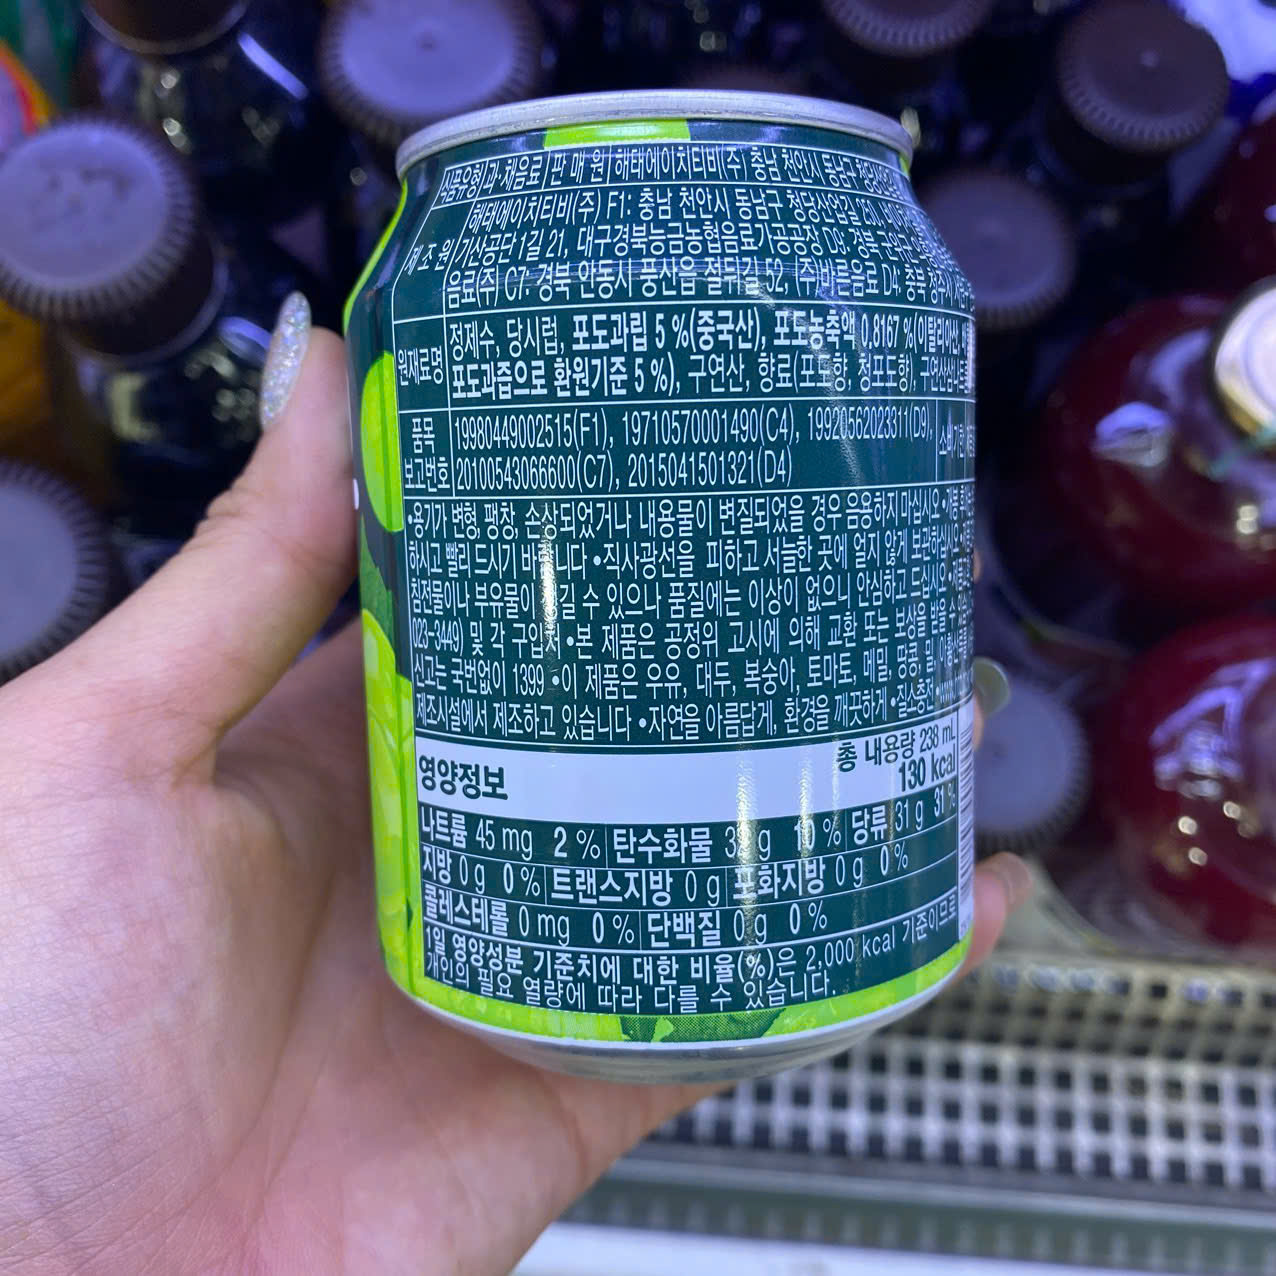 식품유형 과·채음료 판 매 원 해태에이치티비(주) 충남 천안시 동남구
해태에이치티비(주) F1: 충남 천안시 동남구 청당산업길
제 조 원 가산공단1길 21, 대구경북능금농협음료가공공장 D9: 경북 군위군
음료(주) C7: 경북 안동시 풍산읍 절뒤길 52, (주)바른음료 D4: 충북 청주시
원재료명 정제수, 당시럽, 포도과립 5 %(중국산), 포도농축액 0.8167 %(이탈리아산,
포도과즙으로 환원기준 5 %), 구연산, 향료(포도향, 청포도향),
품목 보고번호 19980449002515(F1), 19710570001490(C4), 19920562023311(D9),
20100543066600(C7), 2015041501321(D4)
소비기한
•용기가 변형, 팽창, 손상되었거나 내용물이 변질되었을 경우 음용하지 마십시오 •개봉
하시고 빨리 드시기 바랍니다 •직사광선을 피하고 서늘한 곳에 얼지 않게 보관하십시오
침전물이나 부유물이 생길 수 있으나 품질에는 이상이 없으니 안심하고 드십시오
023-3449) 및 각 구입처 •본 제품은 공정위 고시에 의해 교환 또는 보상을 받을 수
신고는 국번없이 1399 •이 제품은 우유, 대두, 복숭아, 토마토, 메밀, 땅콩, 밀,
제조시설에서 제조하고 있습니다 •자연을 아름답게, 환경을 깨끗하게 •질소충전
영양정보 총 내용량 238 mL
130 kcal
나트륨 45 mg 2 % 탄수화물 g 10 % 당류 31 g 31 %
지방 0 g 0 % 트랜스지방 0 g 포화지방 0 g 0 %
콜레스테롤 0 mg 0 % 단백질 0 g 0 %
1일 영양성분 기준치에 대한 비율(%)은 2,000 kcal 기준이므로
개인의 필요 열량에 따라 다를 수 있습니다.